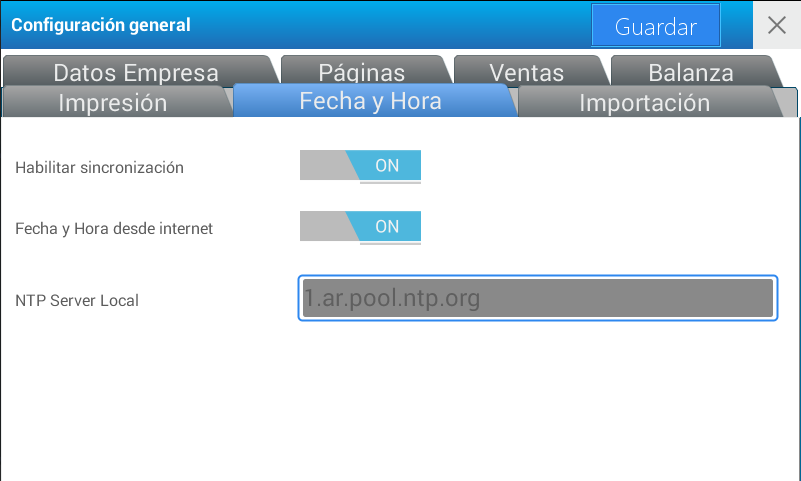 Configuración general
Guardar
Datos Empresa
Páginas
Ventas
Balanza
Impresión
Fecha y Hora
Importación
Habilitar sincronización
ON
Fecha y Hora desde internet
ON
NTP Server Local
1.ar.pool.ntp.org